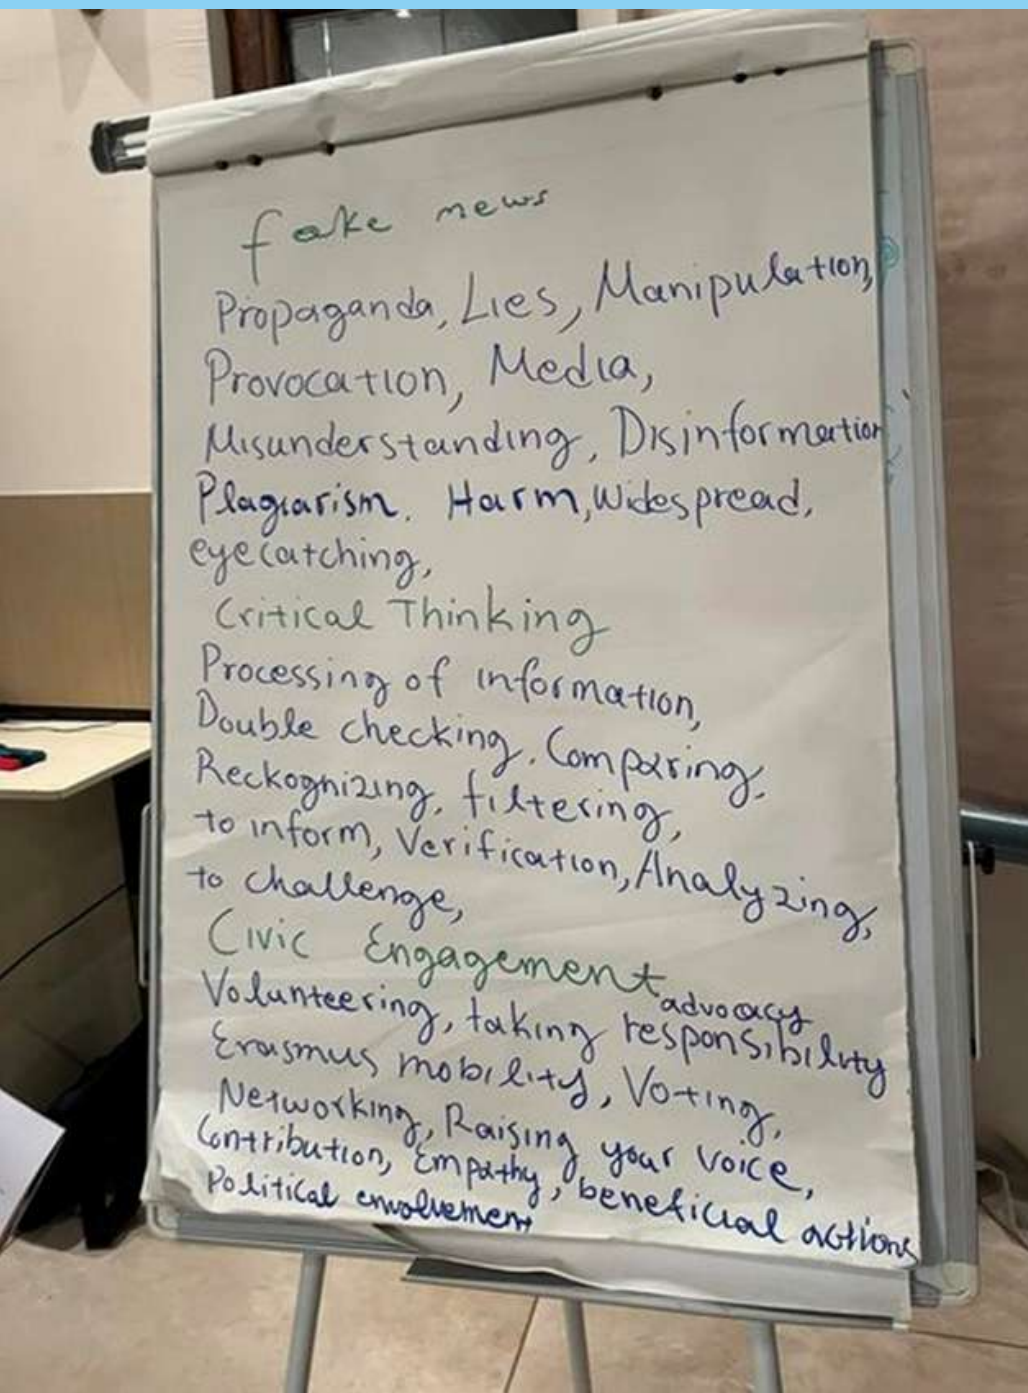 fake news
Propaganda, Lies, Manipulation,
Provocation, Media,
Misunderstanding, Disinformation
Plagiarism. Harm, Widespread,
eyecatching,
Critical Thinking
Processing of information,
Double checking, Comparing,
Reckognizing, filtering,
to inform, Verification, Analyzing,
to challenge,
Civic Engagement
advocacy
Volunteering, taking responsibility
Erasmus mobility, Voting,
Networking, Raising your voice,
Contribution, Empathy, beneficial actions
Political envolvement